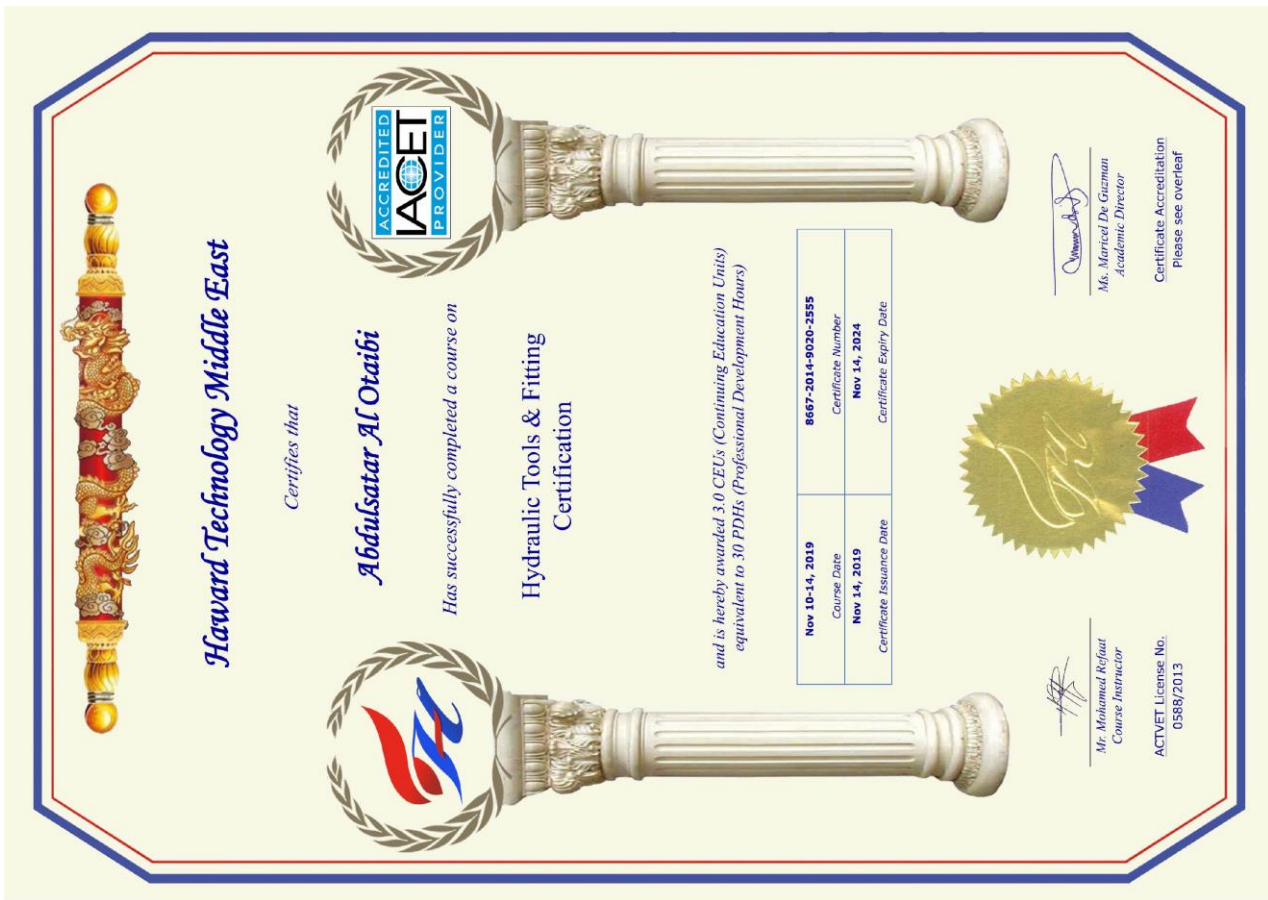 Haward Technology Middle East
Certifies that
ACCREDITED
IACET
PROVIDER
Abdulsatar Al Otaibi
Has successfully completed a course on
Hydraulic Tools & Fitting
Certification
and is hereby awarded 3.0 CEUs (Continuing Education Units)
equivalent to 30 PDHs (Professional Development Hours)
Nov 10-14, 2019 8667-2014-9020-2555
Course Date Certificate Number
Nov 14, 2019 Nov 14, 2024
Certificate Issuance Date Certificate Expiry Date
Mr. Mohamed Refaat
Course Instructor
Ms. Maricel De Guzman
Academic Director
ACTVET License No.
0588/2013
Certificate Accreditation
Please see overleaf